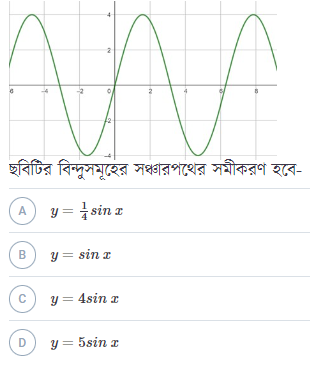 4
2
6 -4 -2 0 2 4 6 8
-2
-4
ছবিটির বিন্দুসমূহের সঞ্চারপথের সমীকরণ হবে-
A y = 1/4 sin x
B y = sin x
C y = 4sin x
D y = 5sin x